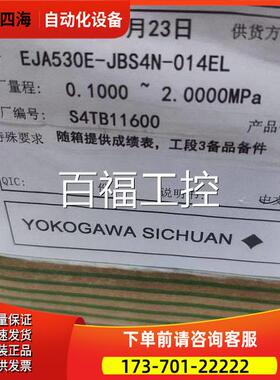 四海 自动化设备
月23日 供货方
EJA530E-JBS4N-014EL
量程: 0.1000 ~ 2.0000MPa
厂编号: S4TB11600 产品
殊要求 随箱提供成绩表，工段3备品备件
QIC: 说明
百福工控
YOKOGAWA SICHUAN
下单前请咨询客服
173-701-22222